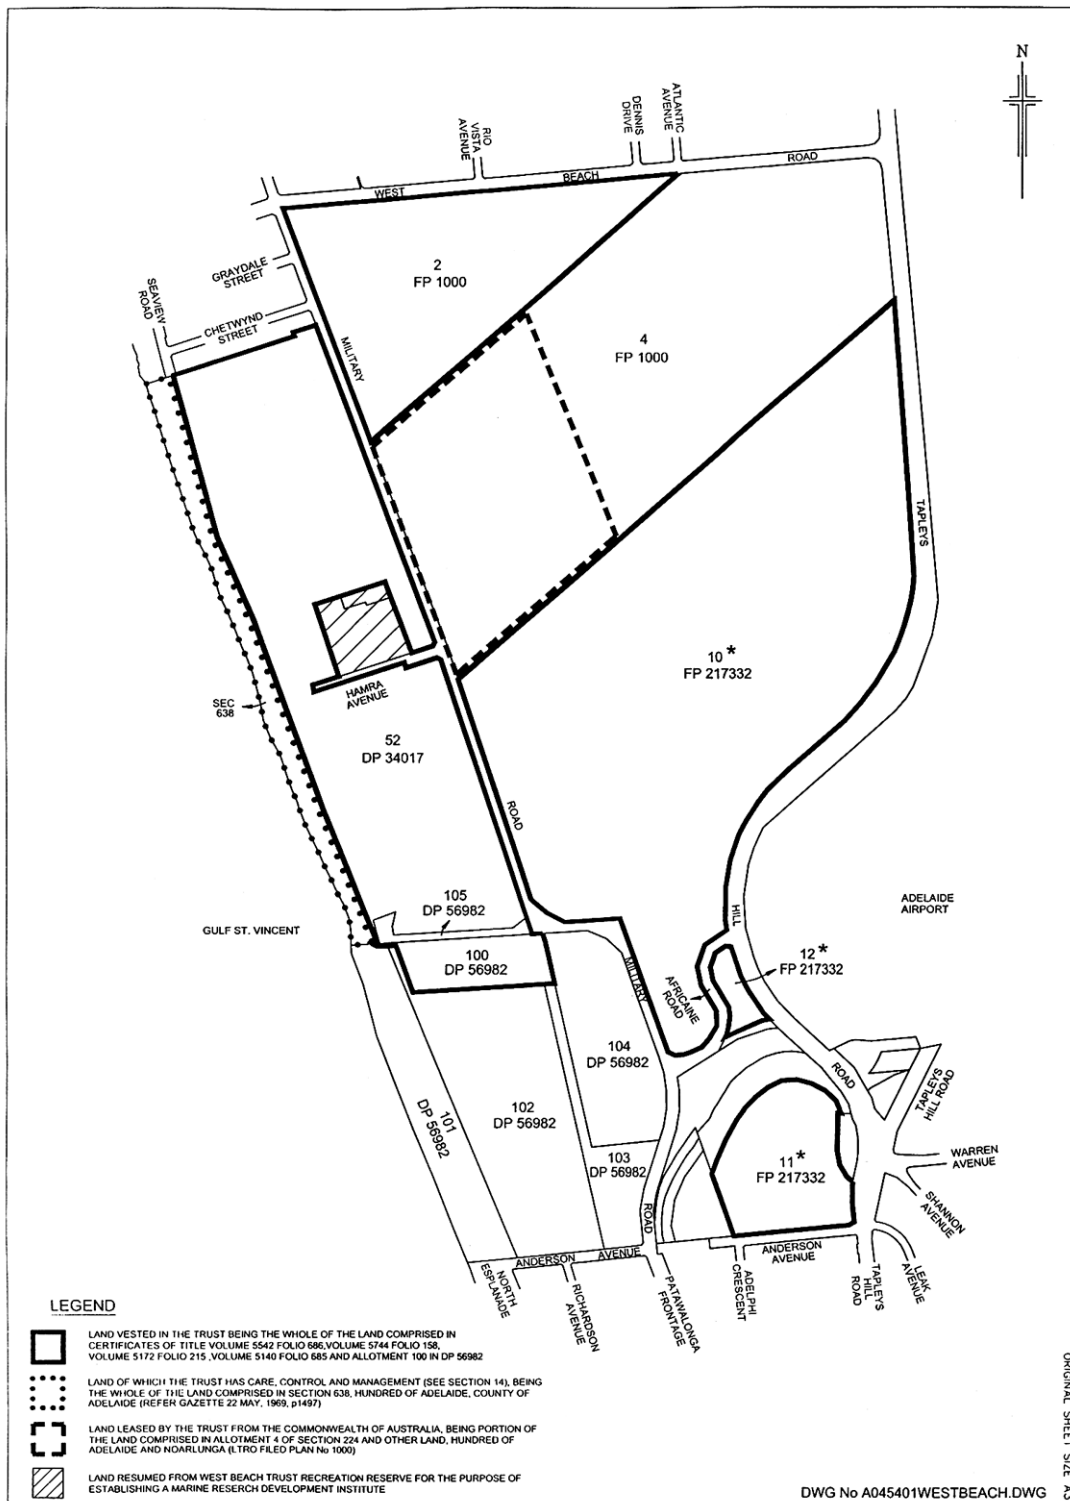 N
ATLANTIC
AVENUE
DENNIS
DRIVE
RIO
VISTA
AVENUE
WEST
BEACH
ROAD
2
FP 1000
GRAYDALE
STREET
SEAVIEW
ROAD
CHETWYND
STREET
MILITARY
4
FP 1000
TAPLEYS
10*
FP 217332
HAMRA
AVENUE
SEC
638
52
DP 34017
ROAD
105
DP 56982
HILL
ADELAIDE
AIRPORT
GULF ST. VINCENT
100
DP 56982
MILITARY
AFRICAINE
ROAD
12*
FP 217332
104
DP 56982
ROAD
TAPLEYS
HILL ROAD
101
DP 56982
102
DP 56982
103
DP 56982
11*
FP 217332
WARREN
AVENUE
SHANNON
AVENUE
ROAD
ANDERSON
AVENUE
ANDERSON
AVENUE
NORTH
ESPLANADE
RICHARDSON
AVENUE
PATAWALONGA
FRONTAGE
ADELPHI
CRESCENT
TAPLEYS
HILL
ROAD
LEAK
AVENUE
LEGEND
LAND VESTED IN THE TRUST BEING THE WHOLE OF THE LAND COMPRISED IN
CERTIFICATES OF TITLE VOLUME 5542 FOLIO 686,VOLUME 5744 FOLIO 158,
VOLUME 5172 FOLIO 215 ,VOLUME 5140 FOLIO 685 AND ALLOTMENT 100 IN DP 56982
LAND OF WHICH THE TRUST HAS CARE, CONTROL AND MANAGEMENT (SEE SECTION 14), BEING
THE WHOLE OF THE LAND COMPRISED IN SECTION 638, HUNDRED OF ADELAIDE, COUNTY OF
ADELAIDE (REFER GAZETTE 22 MAY, 1969, p1497)
LAND LEASED BY THE TRUST FROM THE COMMONWEALTH OF AUSTRALIA, BEING PORTION OF
THE LAND COMPRISED IN ALLOTMENT 4 OF SECTION 224 AND OTHER LAND, HUNDRED OF
ADELAIDE AND NOARLUNGA (LTRO FILED PLAN No 1000)
LAND RESUMED FROM WEST BEACH TRUST RECREATION RESERVE FOR THE PURPOSE OF
ESTABLISHING A MARINE RESERCH DEVELOPMENT INSTITUTE
DWG No A045401WESTBEACH.DWG
ORIGINAL SHEET SIZE A3